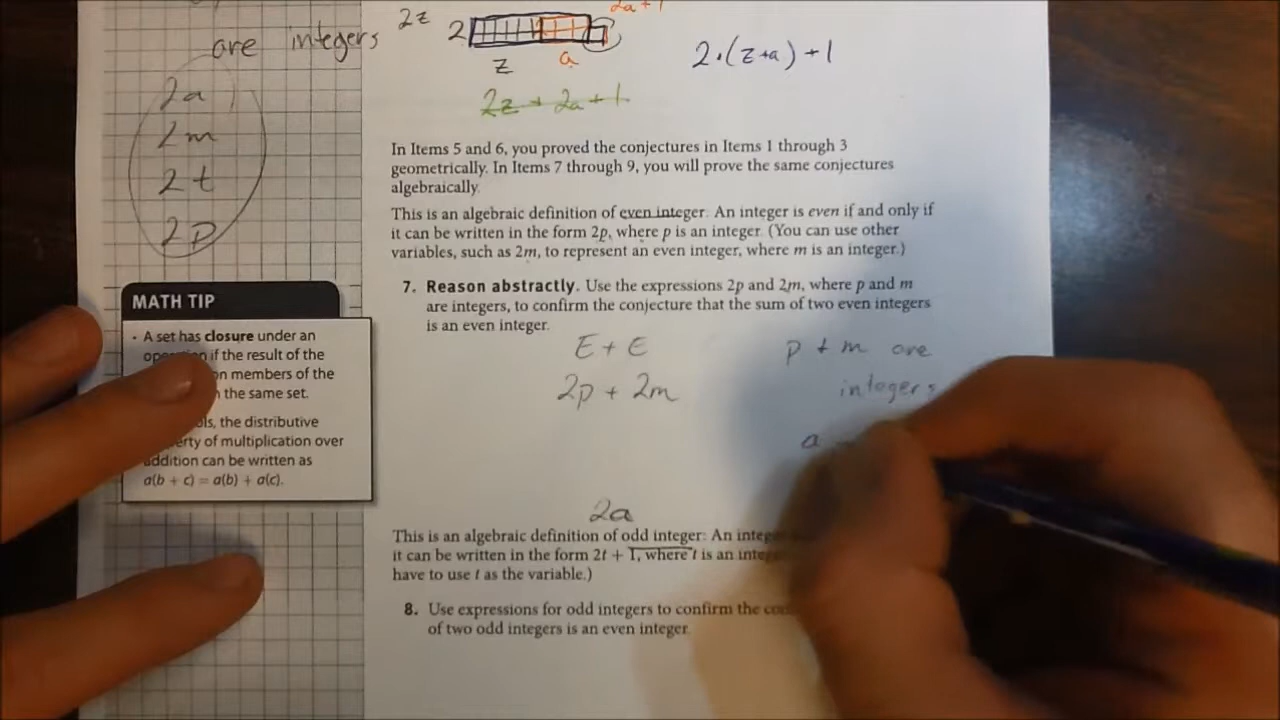 are integers
2z
2
2a+1
z
a
2·(z+a)+1
2z + 2a + 1
2a
2m
2t
2p
In Items 5 and 6, you proved the conjectures in Items 1 through 3
geometrically. In Items 7 through 9, you will prove the same conjectures
algebraically.
This is an algebraic definition of even integer: An integer is even if and only if
it can be written in the form 2p, where p is an integer. (You can use other
variables, such as 2m, to represent an even integer, where m is an integer.)
7. Reason abstractly. Use the expressions 2p and 2m, where p and m
are integers, to confirm the conjecture that the sum of two even integers
is an even integer.
E + E
2p + 2m
p + m are
integers
a
2a
MATH TIP
• A set has closure under an
if the result of the
on members of the
the same set.
the distributive
of multiplication over
addition can be written as
a(b + c) = a(b) + a(c).
This is an algebraic definition of odd integer: An
it can be written in the form 2t + 1, where t is an
have to use t as the variable.)
8. Use expressions for odd integers to confirm the
of two odd integers is an even integer.